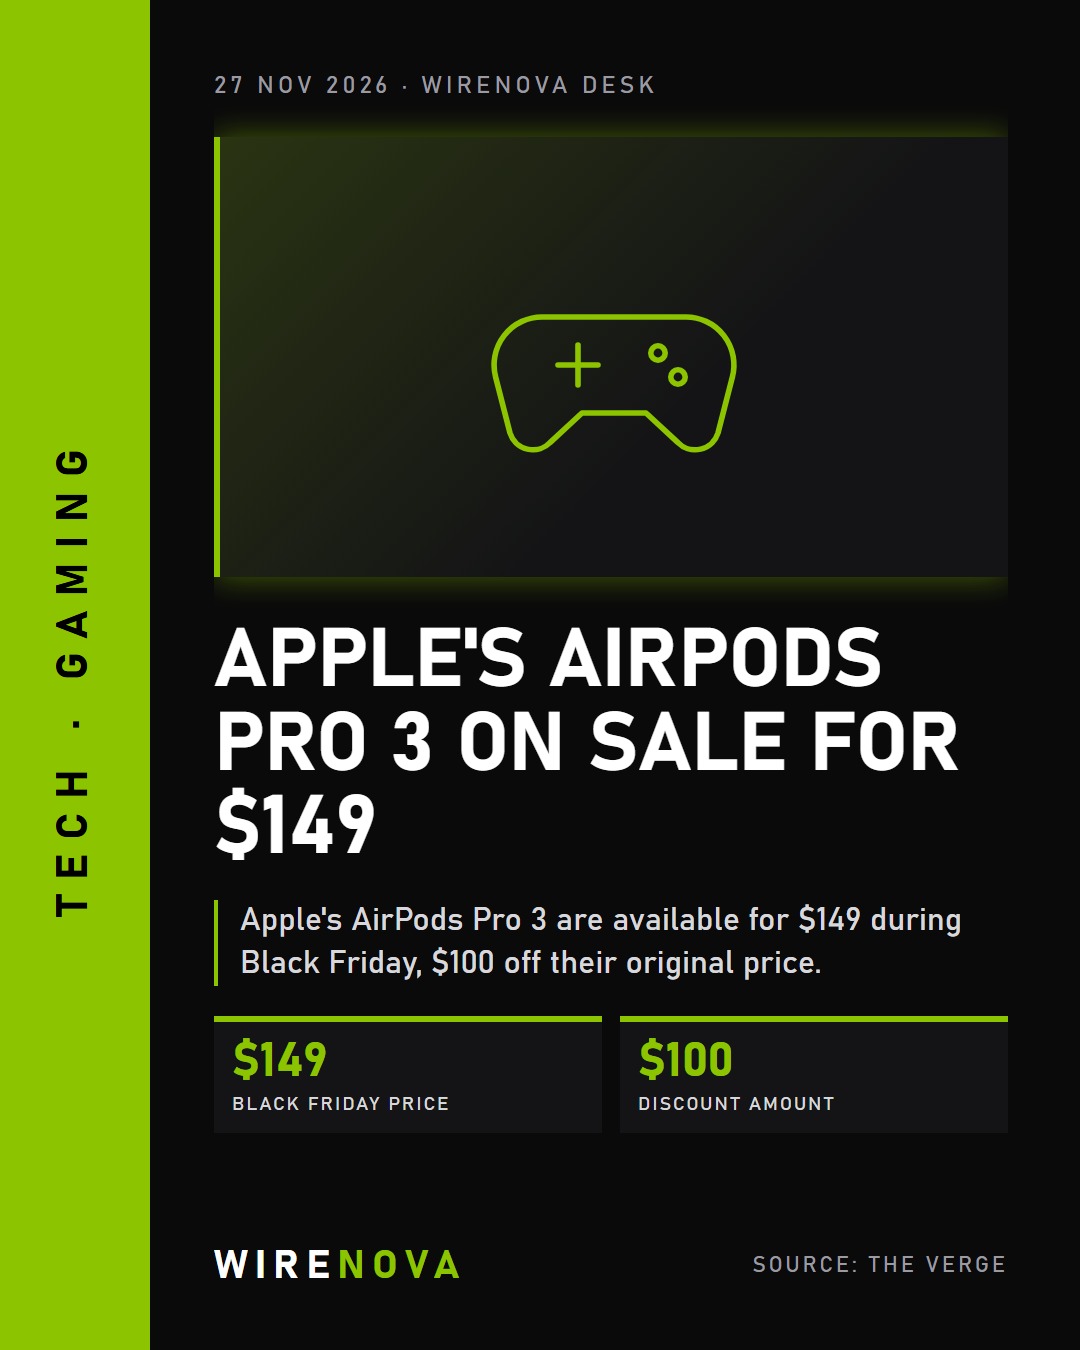 TECH · GAMING
27 NOV 2026 · WIRENOVA DESK
APPLE'S AIRPODS
PRO 3 ON SALE FOR
$149
Apple's AirPods Pro 3 are available for $149 during
Black Friday, $100 off their original price.
$149
BLACK FRIDAY PRICE
$100
DISCOUNT AMOUNT
WIRENOVA
SOURCE: THE VERGE